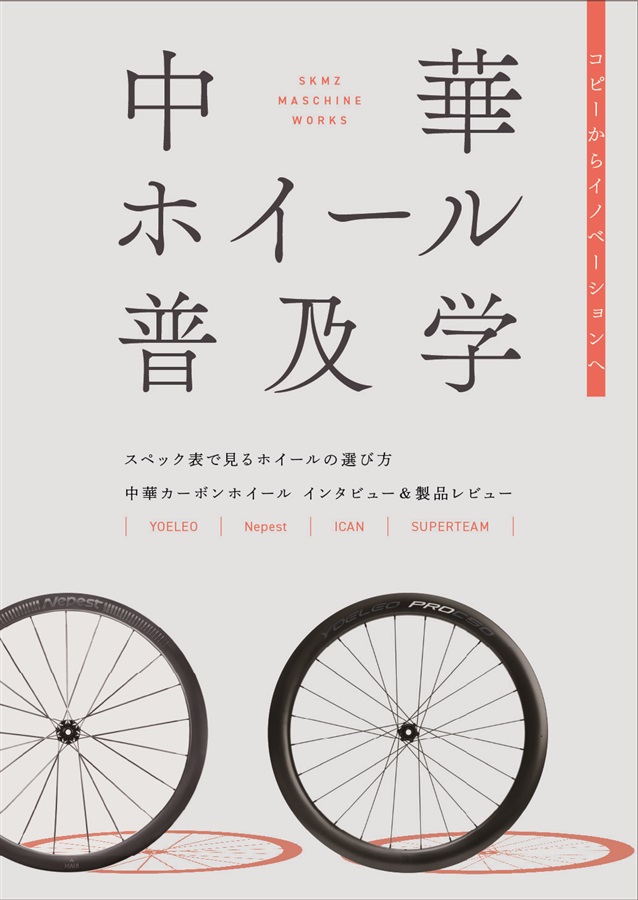 中華
SKMZ
MASCHINE
WORKS
ホイール
普及学
コピーからイノベーションへ
スペック表で見るホイールの選び方
中華カーボンホイール インタビュー＆製品レビュー
YOELEO | Nepest | ICAN | SUPERTEAM
Nepest
YOELEO PRO C50